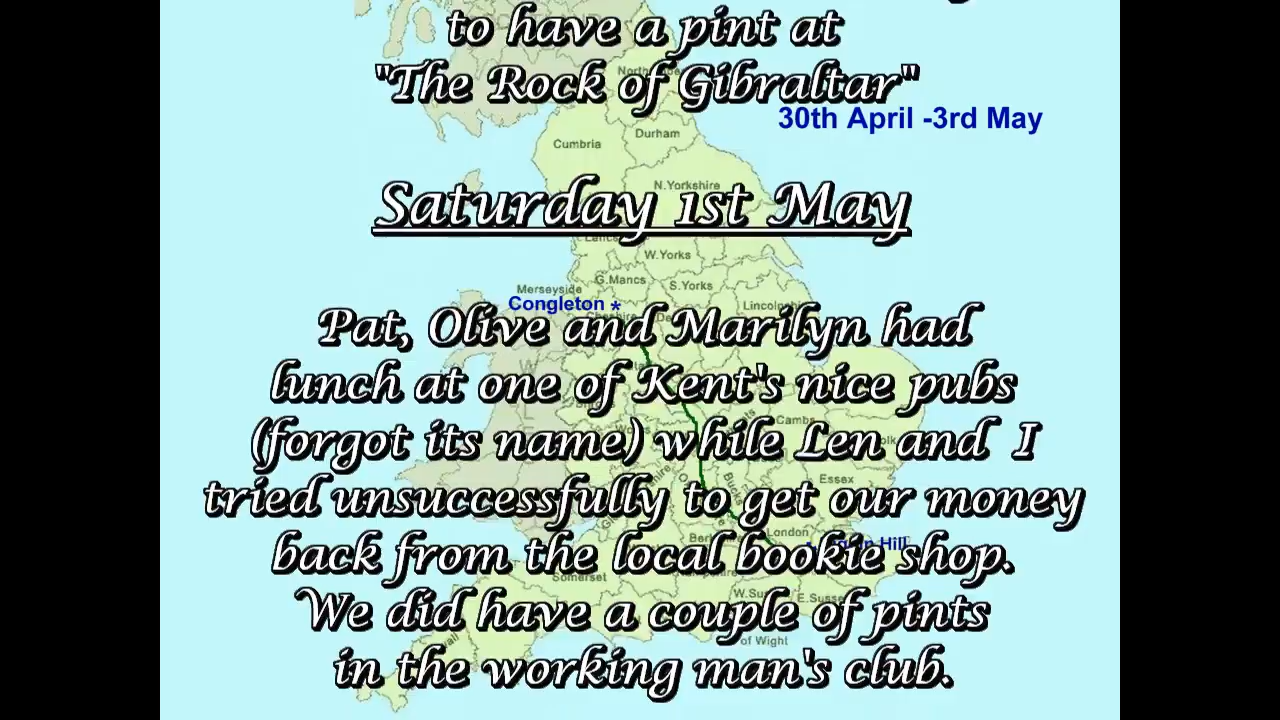 to have a pint at
"The Rock of Gibraltar"
30th April -3rd May
Durham
Cumbria
N.Yorkshire
Saturday 1st May
W.Yorks
G.Mancs
S.Yorks
Merseyside
Congleton *
Pat, Olive and Marilyn had
lunch at one of Kent's nice pubs
(forgot its name) while Len and I
Cambs
tried unsuccessfully to get our money
Essex
London
Hill
back from the local bookie shop.
Somerset
We did have a couple of pints
of Wight
in the working man's club.